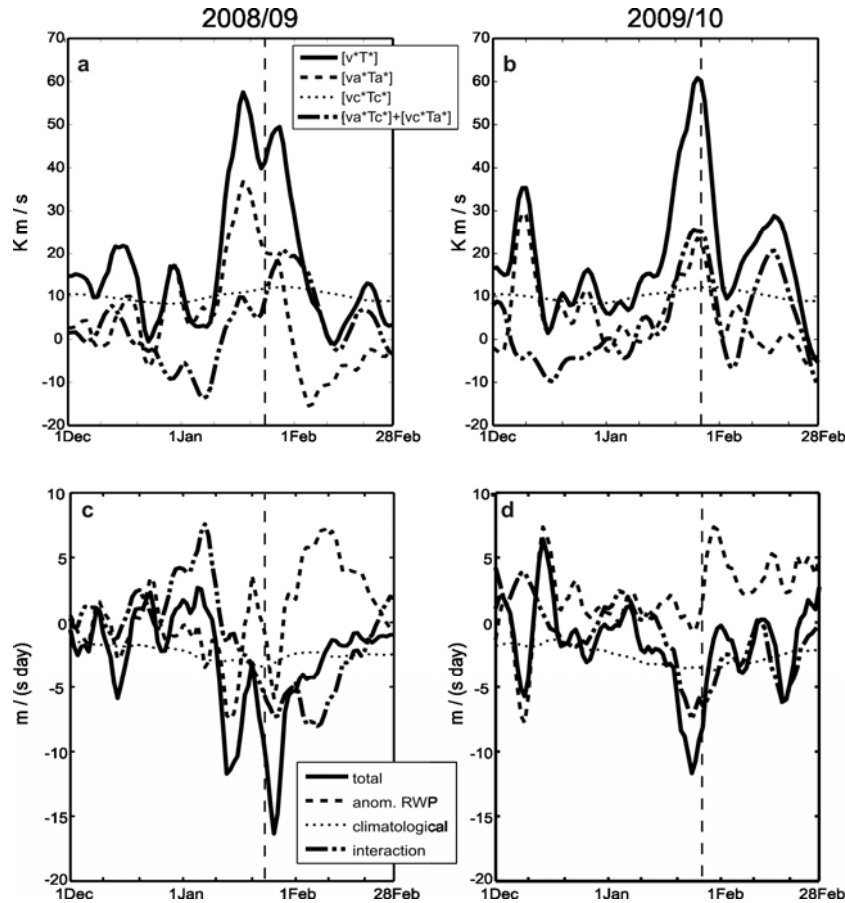 2008/09
2009/10
a
[v*T*]
[va*Ta*]
[vc*Tc*]
[va*Tc*]+[vc*Ta*]
K m / s
70
60
50
40
30
20
10
0
-10
-20
1Dec
1Jan
1Feb
28Feb
b
K m / s
70
60
50
40
30
20
10
0
-10
-20
1Dec
1Jan
1Feb
28Feb
c
m / (s day)
10
5
0
-5
-10
-15
-20
total
anom. RWP
climatological
interaction
1Dec
1Jan
1Feb
28Feb
d
m / (s day)
10
5
0
-5
-10
-15
-20
1Dec
1Jan
1Feb
28Feb